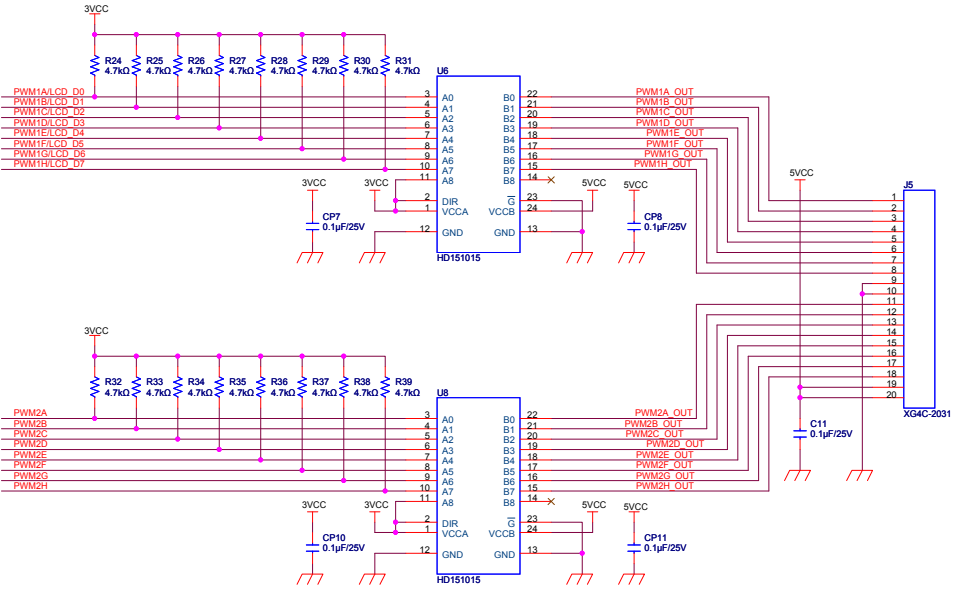 3VCC
R24 R25 R26 R27 R28 R29 R30 R31
4.7kΩ 4.7kΩ 4.7kΩ 4.7kΩ 4.7kΩ 4.7kΩ 4.7kΩ 4.7kΩ
U6
PWM1A/LCD_D0 3 A0 B0 22 PWM1A_OUT
PWM1B/LCD_D1 4 A1 B1 21 PWM1B_OUT
PWM1C/LCD_D2 5 A2 B2 20 PWM1C_OUT
PWM1D/LCD_D3 6 A3 B3 19 PWM1D_OUT
PWM1E/LCD_D4 7 A4 B4 18 PWM1E_OUT
PWM1F/LCD_D5 8 A5 B5 17 PWM1F_OUT
PWM1G/LCD_D6 9 A6 B6 16 PWM1G_OUT
PWM1H/LCD_D7 10 A7 B7 15 PWM1H_OUT
11 A8 B8 14
3VCC 3VCC 5VCC 5VCC
2 DIR G 23
1 VCCA VCCB 24
12 GND GND 13
CP7
0.1µF/25V
CP8
0.1µF/25V
HD151015
5VCC
J5
1
2
3
4
5
6
7
8
9
10
11
12
13
14
15
16
17
18
19
20
XG4C-2031
C11
0.1µF/25V
3VCC
R32 R33 R34 R35 R36 R37 R38 R39
4.7kΩ 4.7kΩ 4.7kΩ 4.7kΩ 4.7kΩ 4.7kΩ 4.7kΩ 4.7kΩ
U8
PWM2A 3 A0 B0 22 PWM2A_OUT
PWM2B 4 A1 B1 21 PWM2B_OUT
PWM2C 5 A2 B2 20 PWM2C_OUT
PWM2D 6 A3 B3 19 PWM2D_OUT
PWM2E 7 A4 B4 18 PWM2E_OUT
PWM2F 8 A5 B5 17 PWM2F_OUT
PWM2G 9 A6 B6 16 PWM2G_OUT
PWM2H 10 A7 B7 15 PWM2H_OUT
11 A8 B8 14
3VCC 3VCC 5VCC 5VCC
2 DIR G 23
1 VCCA VCCB 24
12 GND GND 13
CP10
0.1µF/25V
CP11
0.1µF/25V
HD151015